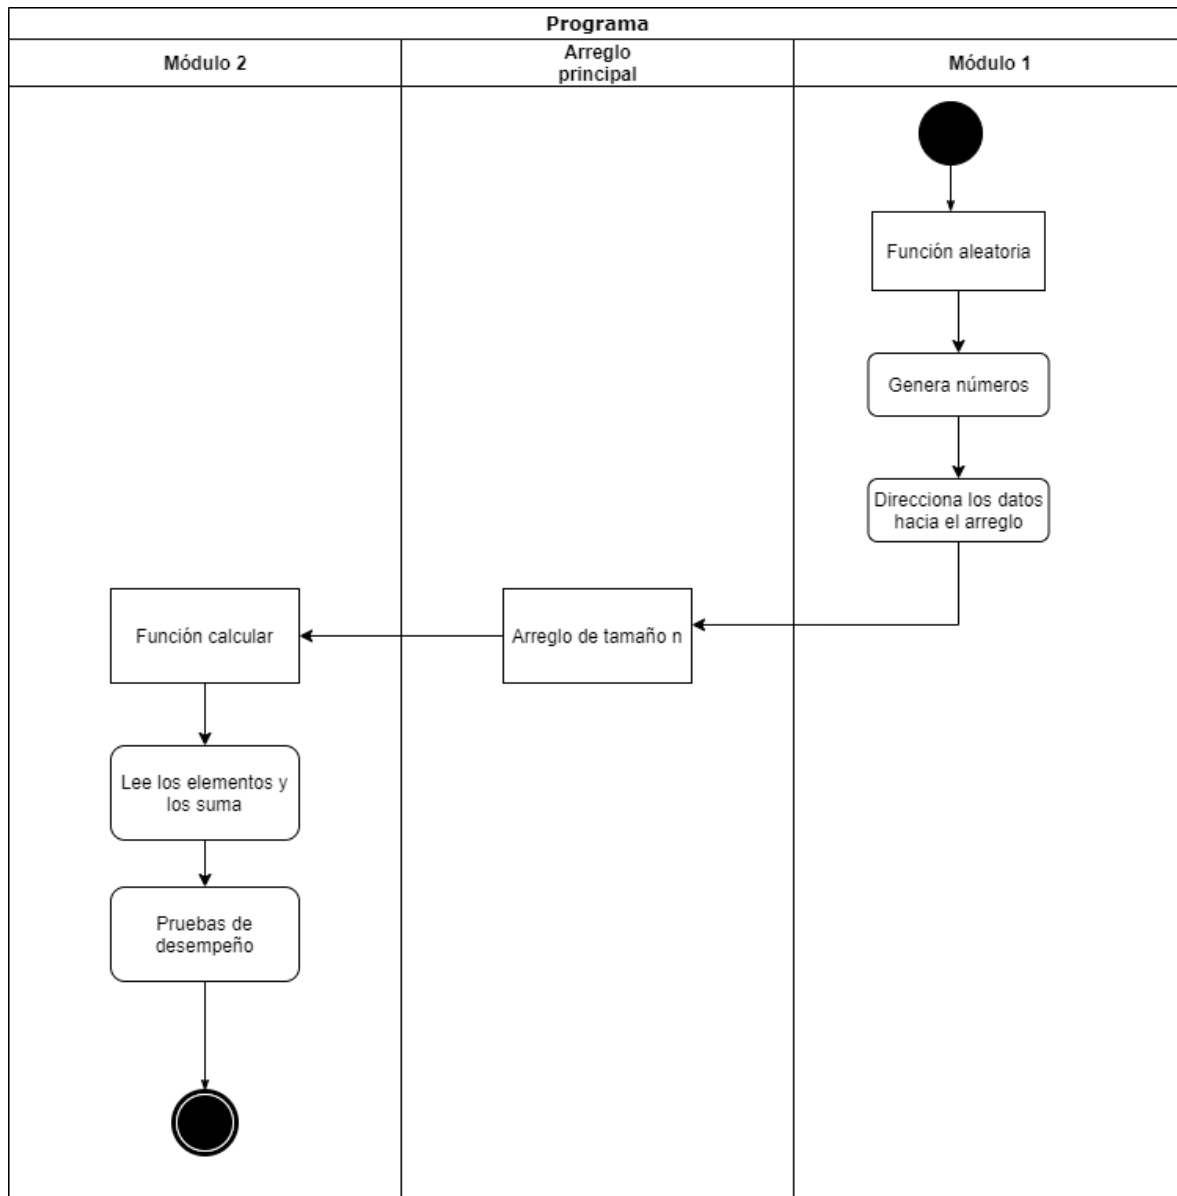 Programa
Módulo 2
Arreglo
principal
Módulo 1
Función aleatoria
Genera números
Direcciona los datos
hacia el arreglo
Arreglo de tamaño n
Función calcular
Lee los elementos y
los suma
Pruebas de
desempeño